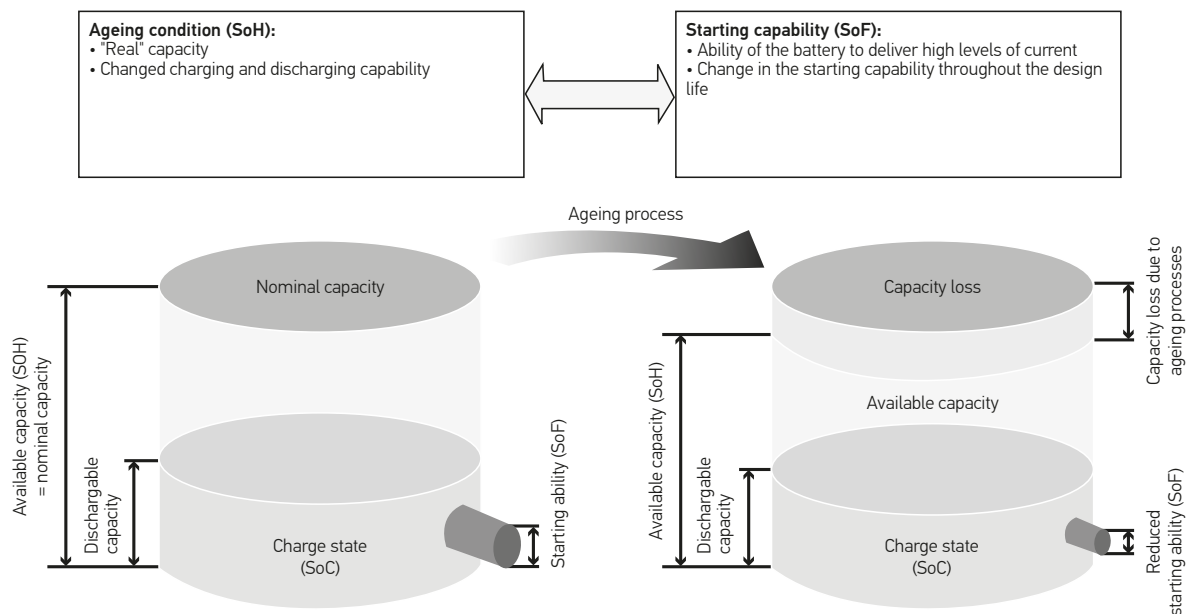 Ageing condition (SoH):
• "Real" capacity
• Changed charging and discharging capability
Starting capability (SoF):
• Ability of the battery to deliver high levels of current
• Change in the starting capability throughout the design
life
Ageing process
Nominal capacity
Available capacity (SOH)
= nominal capacity
Dischargable
capacity
Charge state
(SoC)
Starting ability (SoF)
Capacity loss
Capacity loss due to
ageing processes
Available capacity
Available capacity (SoH)
Dischargable
capacity
Charge state
(SoC)
Reduced
starting ability (SoF)